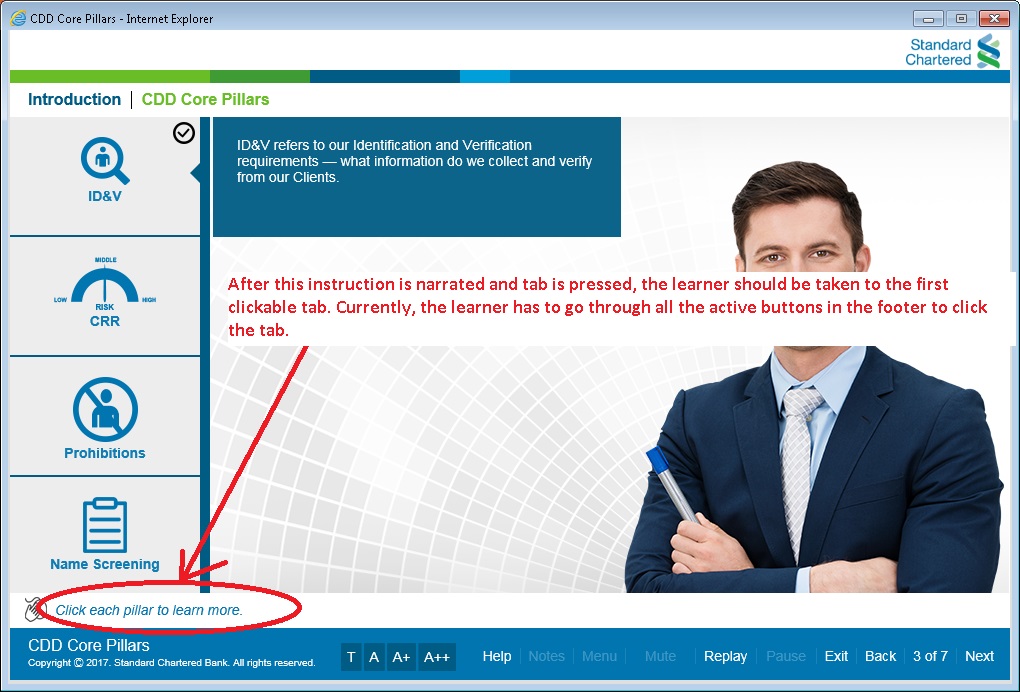 CDD Core Pillars - Internet Explorer
Standard
Chartered
Introduction | CDD Core Pillars
ID&V
ID&V refers to our Identification and Verification
requirements — what information do we collect and verify
from our Clients.
MIDDLE
LOW
HIGH
RISK
CRR
After this instruction is narrated and tab is pressed, the learner should be taken to the first
clickable tab. Currently, the learner has to go through all the active buttons in the footer to click
the tab.
Prohibitions
Name Screening
Click each pillar to learn more.
CDD Core Pillars
Copyright © 2017. Standard Chartered Bank. All rights reserved.
T A A+ A++ Help Notes Menu Mute Replay Pause Exit Back 3 of 7 Next